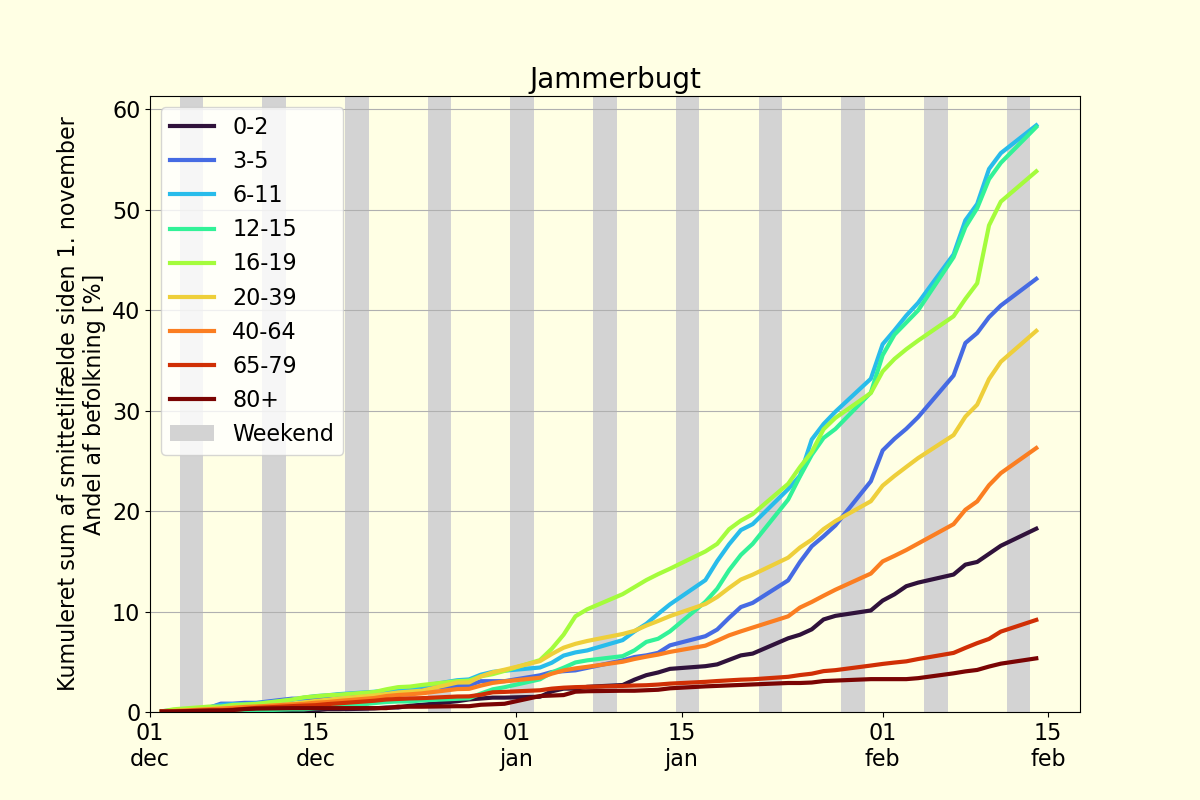 Jammerbugt
Kumuleret sum af smittetilfælde siden 1. november
Andel af befolkning [%]
60
50
40
30
20
10
0
0-2
3-5
6-11
12-15
16-19
20-39
40-64
65-79
80+
Weekend
01 15 01 15 01 15
dec dec jan jan feb feb